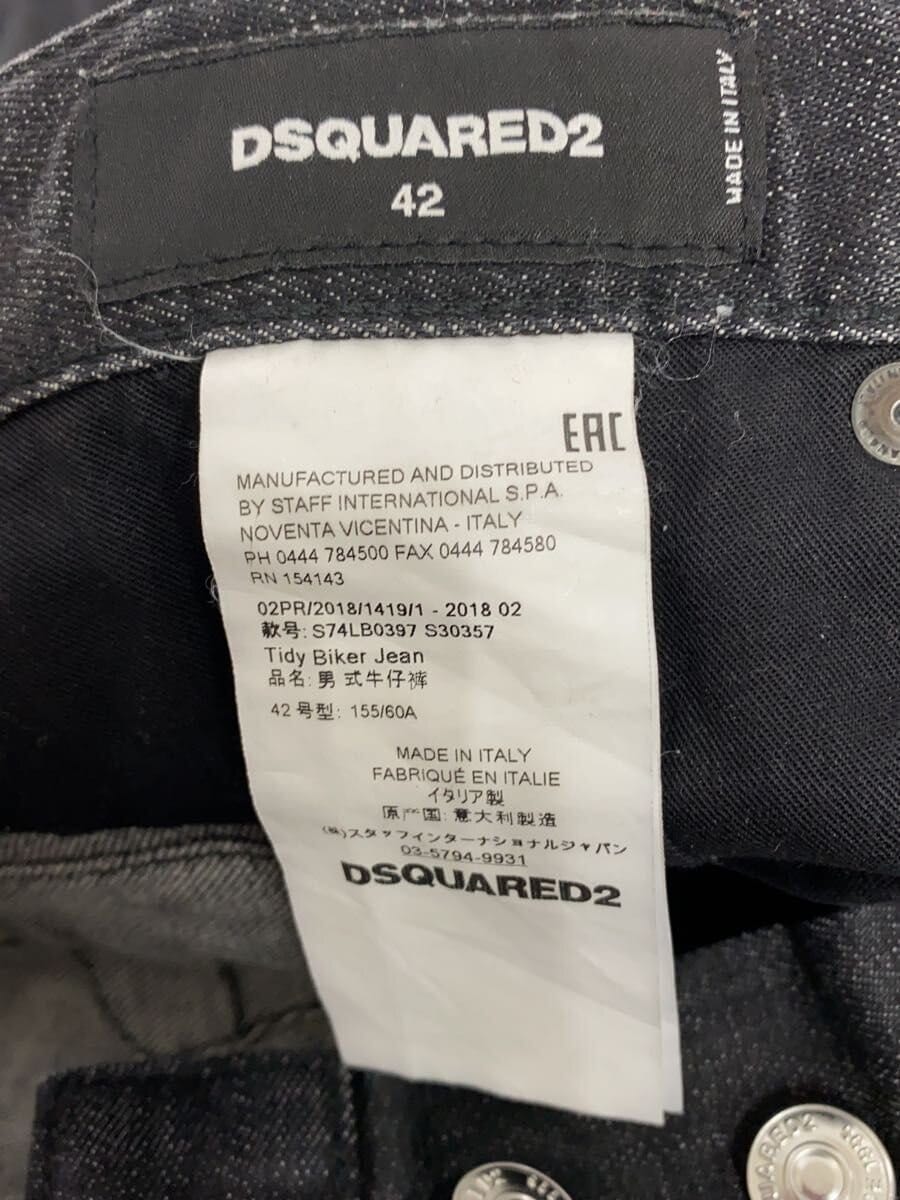 DSQUARED2
42
MADE IN ITALY
EAC
MANUFACTURED AND DISTRIBUTED
BY STAFF INTERNATIONAL S.P.A.
NOVENTA VICENTINA - ITALY
PH 0444 784500 FAX 0444 784580
RN 154143
02PR/2018/1419/1 - 2018 02
款号: S74LB0397 S30357
Tidy Biker Jean
品名: 男式牛仔裤
42 号型: 155/60A
MADE IN ITALY
FABRIQUÉ EN ITALIE
イタリア製
原产国: 意大利製造
(株)スタッフインターナショナルジャパン
03-5794-9931
DSQUARED2